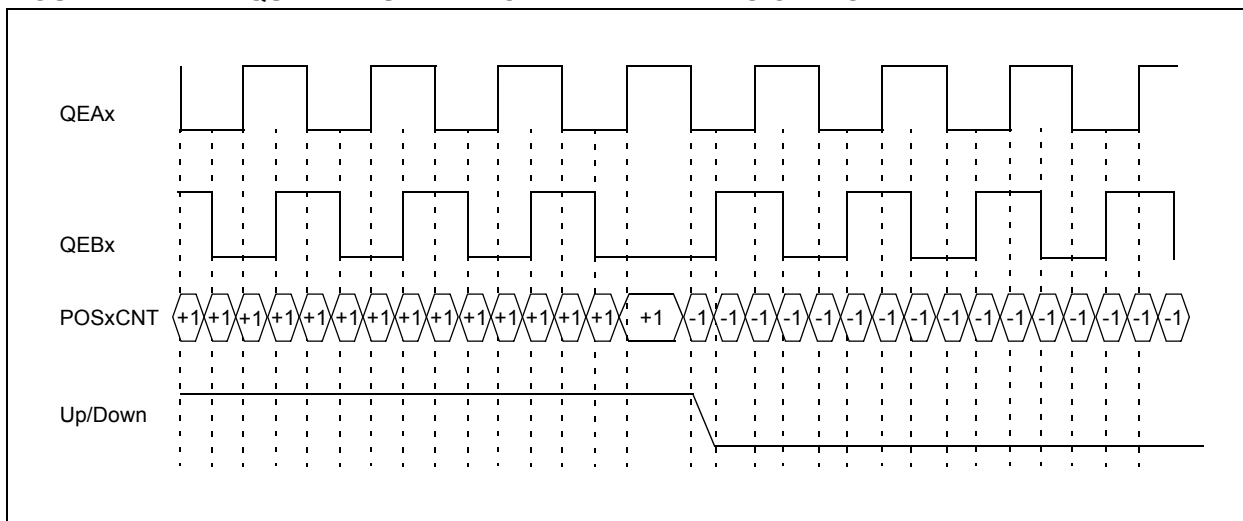 QEAx
QEBx
POSxCNT +1 +1 +1 +1 +1 +1 +1 +1 +1 +1 +1 +1 +1 +1 +1 -1 -1 -1 -1 -1 -1 -1 -1 -1 -1 -1 -1 -1 -1 -1 -1
Up/Down